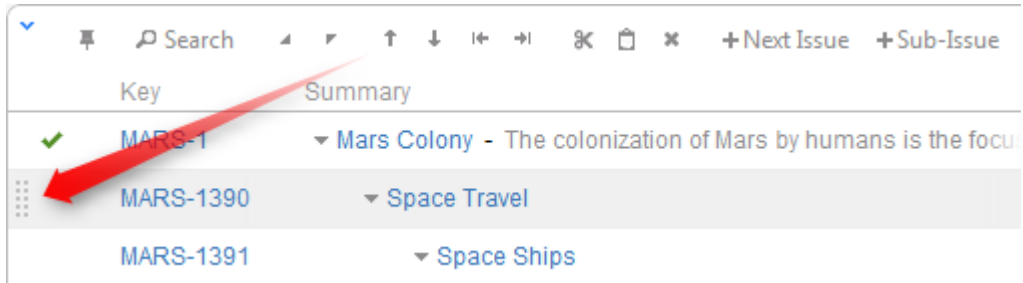 Search +Next Issue +Sub-Issue
Key Summary
MARS-1 Mars Colony - The colonization of Mars by humans is the focu
MARS-1390 Space Travel
MARS-1391 Space Ships